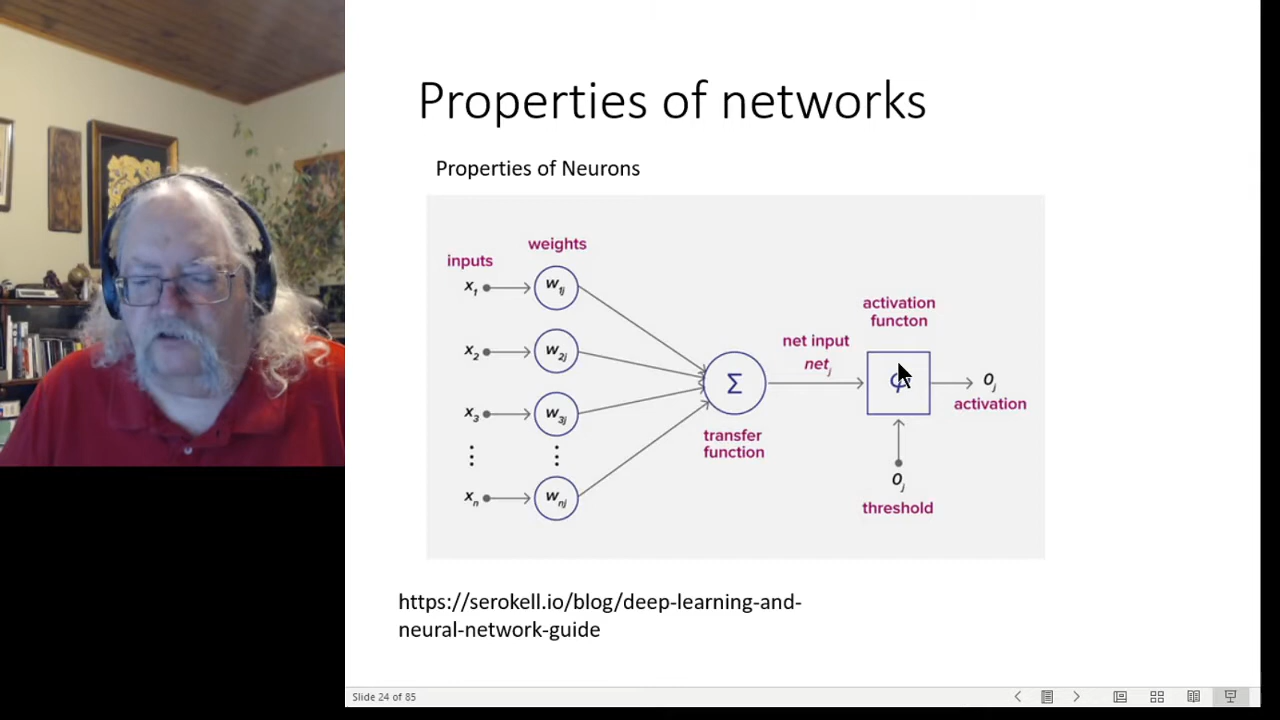 Properties of networks
Properties of Neurons
weights
inputs
x1
w1j
x2
w2j
x3
w3j
⋮ ⋮
xn
wnj
Σ
transfer
function
net input
netj
activation
functon
φ
oj
activation
oj
threshold
https://serokell.io/blog/deep-learning-and-
neural-network-guide
Slide 24 of 85